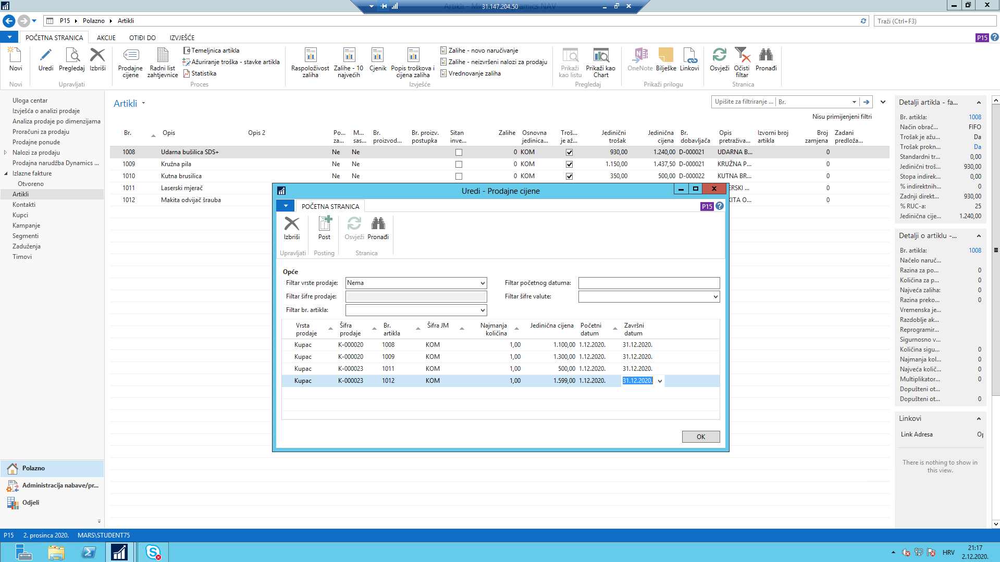 31.147.204.50
P15 ▸ Polazno ▸ Artikli
Traži (Ctrl+F3)
POČETNA STRANICA AKCIJE OTIĐI DO IZVJEŠĆE
P15
Novi
Uredi Pregledaj Izbriši
Prodajne cijene
Radni list zahtjevnice
Temeljnica artikla
Ažuriranje troška - stavke artikla
Statistika
Raspoloživost zaliha
Zalihe - 10 najvećih
Cjenik
Popis troškova i cijena zaliha
Zalihe - novo naručivanje
Zalihe - neizvršeni nalozi za prodaju
Vrednovanje zaliha
Prikaži kao listu
Prikaži kao Chart
OneNote Bilješke Linkovi
Osvježi
Očisti filtar
Pronađi
Novi Upravljati Proces Izvješće Pregledaj Prikaži prilogu Stranica
Uloga centar
Izvješća o analizi prodaje
Analiza prodaje po dimenzijama
Proračuni za prodaju
Prodajne ponude
Nalozi za prodaju
Prodajna narudžba Dynamics ...
Izlazne fakture
Otvoreno
Artikli
Kontakti
Kupci
Kampanje
Segmenti
Zaduženja
Timovi
Polazno
Administracija nabave/pr...
Odjeli
Artikli
Upišite za filtriranje ... Br.
Nisu primijenjeni filtri
Br. Opis Opis 2 Po... za... M... sas... Br. proizvod... Br. proizv. postupka Sitan inve... Zalihe Osnovna jedinica... Troš... je až... Jedinični trošak Jedinična cijena Br. dobavljača Opis pretraživa... Izvorni broj artikla Broj zamjena Zadani predloža...
1008 Udarna bušilica SDS+ Ne Ne 0 KOM 930,00 1.240,00 D-000021 UDARNA B... 0
1009 Kružna pila Ne Ne 0 KOM 1.150,00 1.437,50 D-000021 KRUŽNA P... 0
1010 Kutna brusilica Ne Ne 0 KOM 350,00 500,00 D-000022 KUTNA BR... 0
1011 Laserski mjerač ERSKI ... 0
1012 Makita odvijač šrauba KITA O... 0
Uredi - Prodajne cijene
POČETNA STRANICA
P15
Izbriši Post Osvježi Pronađi
Upravljati Posting Stranica
Opće
Filtar vrste prodaje: Nema
Filtar početnog datuma:
Filtar šifre prodaje:
Filtar šifre valute:
Filtar br. artikla:
Vrsta prodaje Šifra prodaje Br. artikla Šifra JM Najmanja količina Jedinična cijena Početni datum Završni datum
Kupac K-000020 1008 KOM 1,00 1.100,00 1.12.2020. 31.12.2020.
Kupac K-000020 1009 KOM 1,00 1.300,00 1.12.2020. 31.12.2020.
Kupac K-000023 1011 KOM 1,00 500,00 1.12.2020. 31.12.2020.
Kupac K-000023 1012 KOM 1,00 1.599,00 1.12.2020. 31.12.2020.
OK
Detalji artikla - fa...
Br. artikla: 1008
Način obrač... FIFO
Trošak je ažu... Da
Trošak prokn... Da
Standardni tr... 0,00
Jedinični troš... 930,00
Stopa indirek... 0,00
% indirektnih... 0
Zadnji direkt... 930,00
% RUC-a: 25
Jedinična cije... 1.240,00
Detalji o artiklu -...
Br. artikla: 1008
Načelo naruč...
Razina za po... 0
Količina za p... 0
Najveća zaliha: 0
Razina preko... 0
Vremenska je...
Razdoblje ak...
Reprogramir...
Sigurnosno v...
Količina sigu... 0
Najmanja kol... 0
Najveća količ... 0
Multiplikator... 0
Dopušteni ot...
Dopušteni ot... 0
Linkovi
Link Adresa Op
There is nothing to show in this view.
P15 2. prosinca 2020. MARS\STUDENT75
HRV
21:17
2.12.2020.